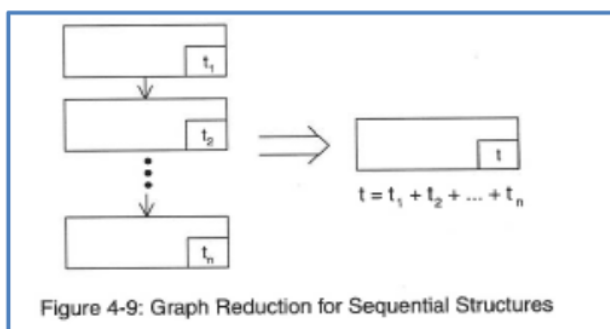 t₁
t₂
tₙ
t
t = t₁ + t₂ + ... + tₙ
Figure 4-9: Graph Reduction for Sequential Structures